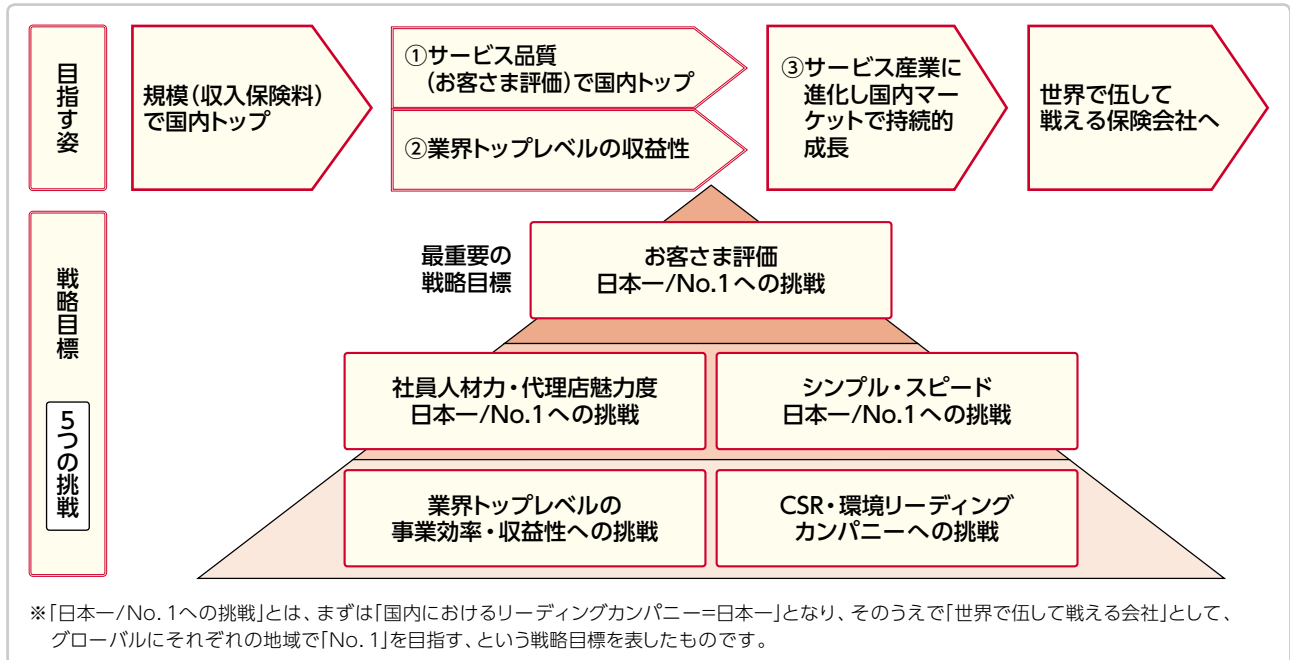 目指す姿
規模(収入保険料)
で国内トップ
①サービス品質
(お客さま評価)で国内トップ
②業界トップレベルの収益性
③サービス産業に
進化し国内マー
ケットで持続的
成長
世界で伍して
戦える保険会社へ
戦略目標
5つの挑戦
最重要の
戦略目標
お客さま評価
日本一/No.1への挑戦
社員人材力・代理店魅力度
日本一/No.1への挑戦
シンプル・スピード
日本一/No.1への挑戦
業界トップレベルの
事業効率・収益性への挑戦
CSR・環境リーディング
カンパニーへの挑戦
※「日本一/No.1への挑戦」とは、まずは「国内におけるリーディングカンパニー=日本一」となり、そのうえで「世界で伍して戦える会社」として、
グローバルにそれぞれの地域で「No.1」を目指す、という戦略目標を表したものです。